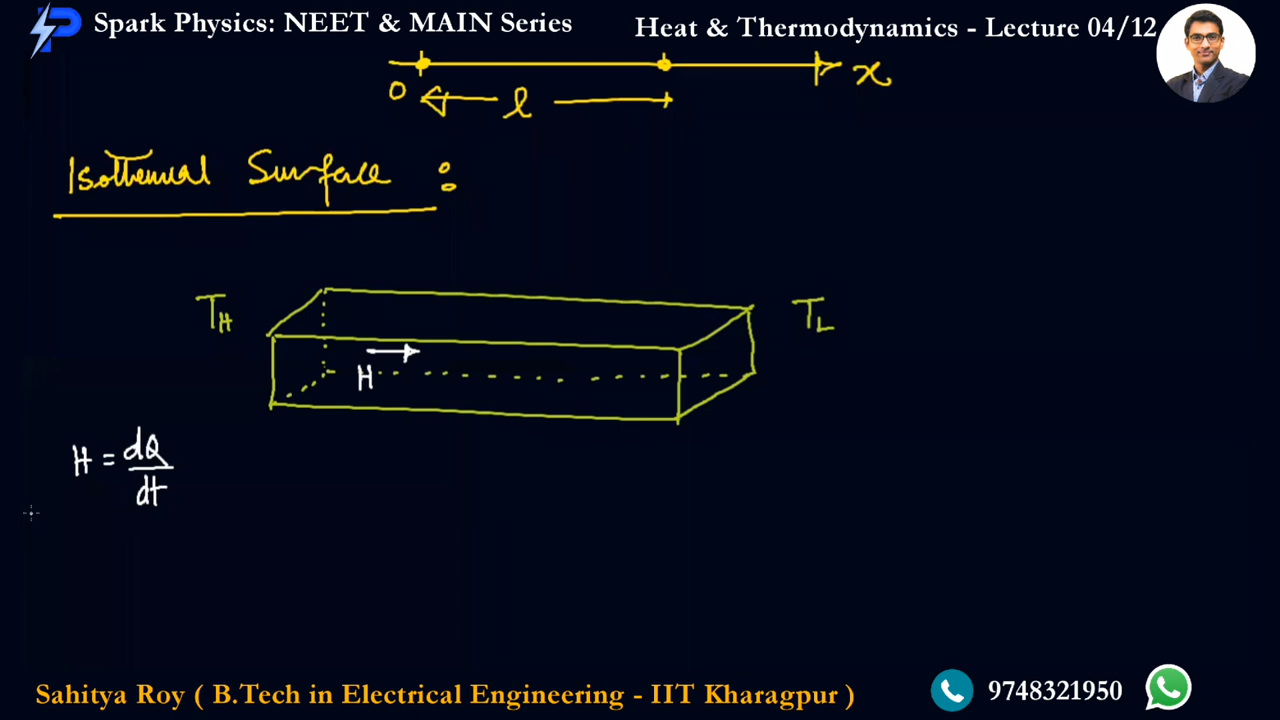 Spark Physics: NEET & MAIN Series
Heat & Thermodynamics - Lecture 04/12
0
l
x
Isothermal Surface :
T_H
T_L
H
H = dQ/dt
Sahitya Roy ( B.Tech in Electrical Engineering - IIT Kharagpur )
9748321950